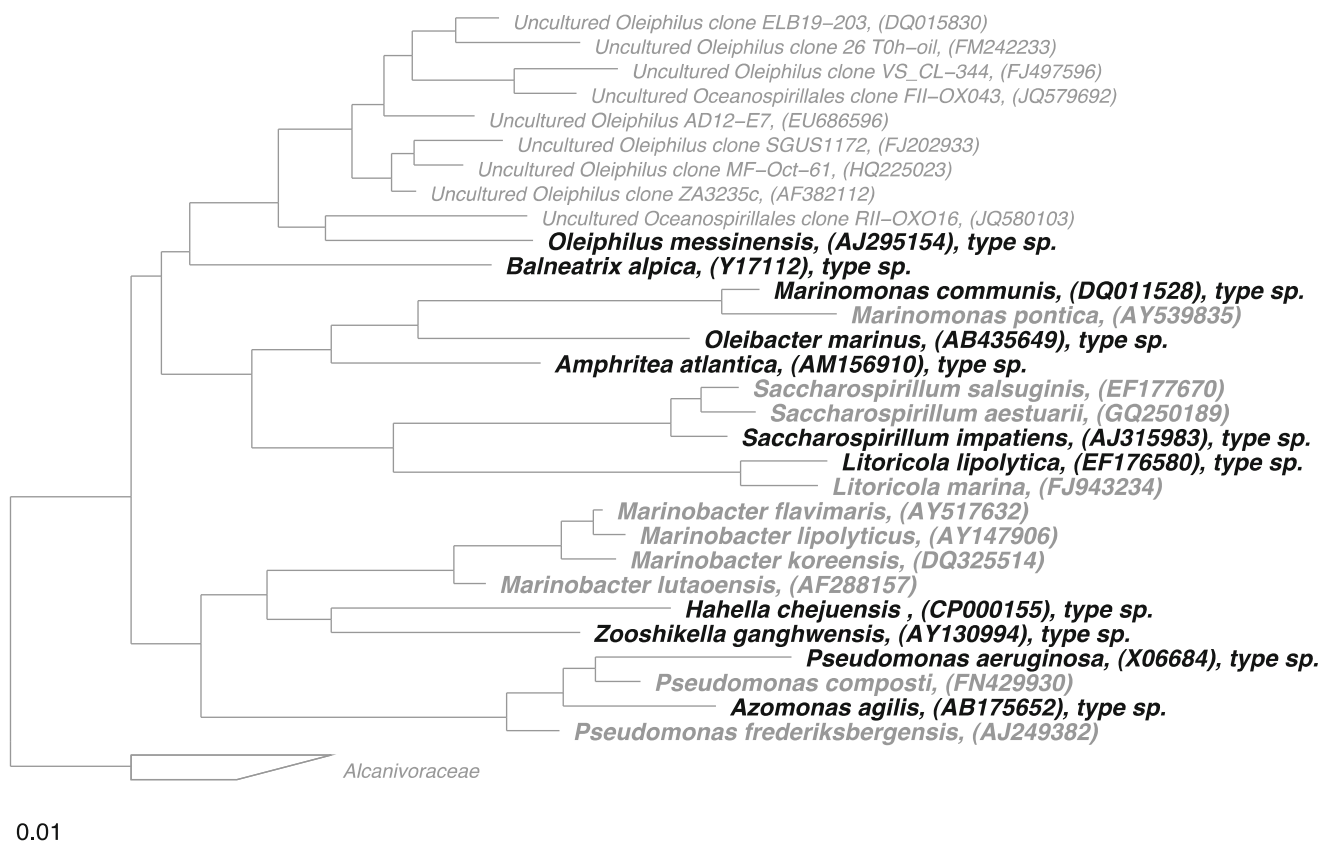 Uncultured Oleiphilus clone ELB19−203, (DQ015830)
Uncultured Oleiphilus clone 26 T0h−oil, (FM242233)
Uncultured Oleiphilus clone VS_CL−344, (FJ497596)
Uncultured Oceanospirillales clone FII−OX043, (JQ579692)
Uncultured Oleiphilus AD12−E7, (EU686596)
Uncultured Oleiphilus clone SGUS1172, (FJ202933)
Uncultured Oleiphilus clone MF−Oct−61, (HQ225023)
Uncultured Oleiphilus clone ZA3235c, (AF382112)
Uncultured Oceanospirillales clone RII−OXO16, (JQ580103)
Oleiphilus messinensis, (AJ295154), type sp.
Balneatrix alpica, (Y17112), type sp.
Marinomonas communis, (DQ011528), type sp.
Marinomonas pontica, (AY539835)
Oleibacter marinus, (AB435649), type sp.
Amphritea atlantica, (AM156910), type sp.
Saccharospirillum salsuginis, (EF177670)
Saccharospirillum aestuarii, (GQ250189)
Saccharospirillum impatiens, (AJ315983), type sp.
Litoricola lipolytica, (EF176580), type sp.
Litoricola marina, (FJ943234)
Marinobacter flavimaris, (AY517632)
Marinobacter lipolyticus, (AY147906)
Marinobacter koreensis, (DQ325514)
Marinobacter lutaoensis, (AF288157)
Hahella chejuensis , (CP000155), type sp.
Zooshikella ganghwensis, (AY130994), type sp.
Pseudomonas aeruginosa, (X06684), type sp.
Pseudomonas composti, (FN429930)
Azomonas agilis, (AB175652), type sp.
Pseudomonas frederiksbergensis, (AJ249382)
Alcanivoraceae
0.01